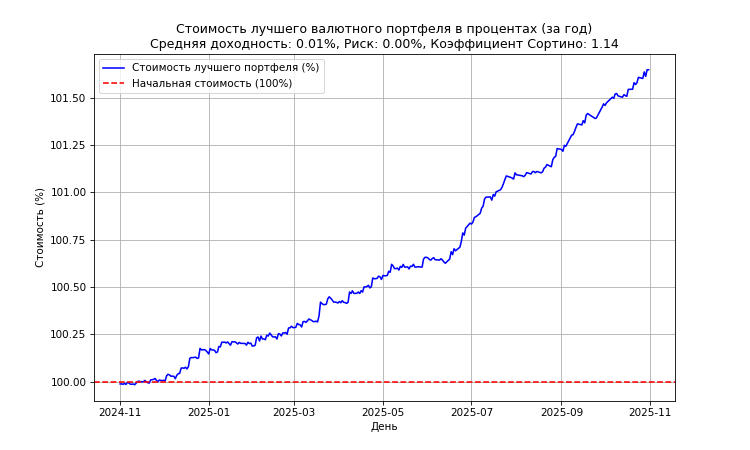 Стоимость лучшего валютного портфеля в процентах (за год)
Средняя доходность: 0.01%, Риск: 0.00%, Коэффициент Сортино: 1.14
Стоимость лучшего портфеля (%)
Начальная стоимость (100%)
Стоимость (%)
101.50
101.25
101.00
100.75
100.50
100.25
100.00
2024-11 2025-01 2025-03 2025-05 2025-07 2025-09 2025-11
День